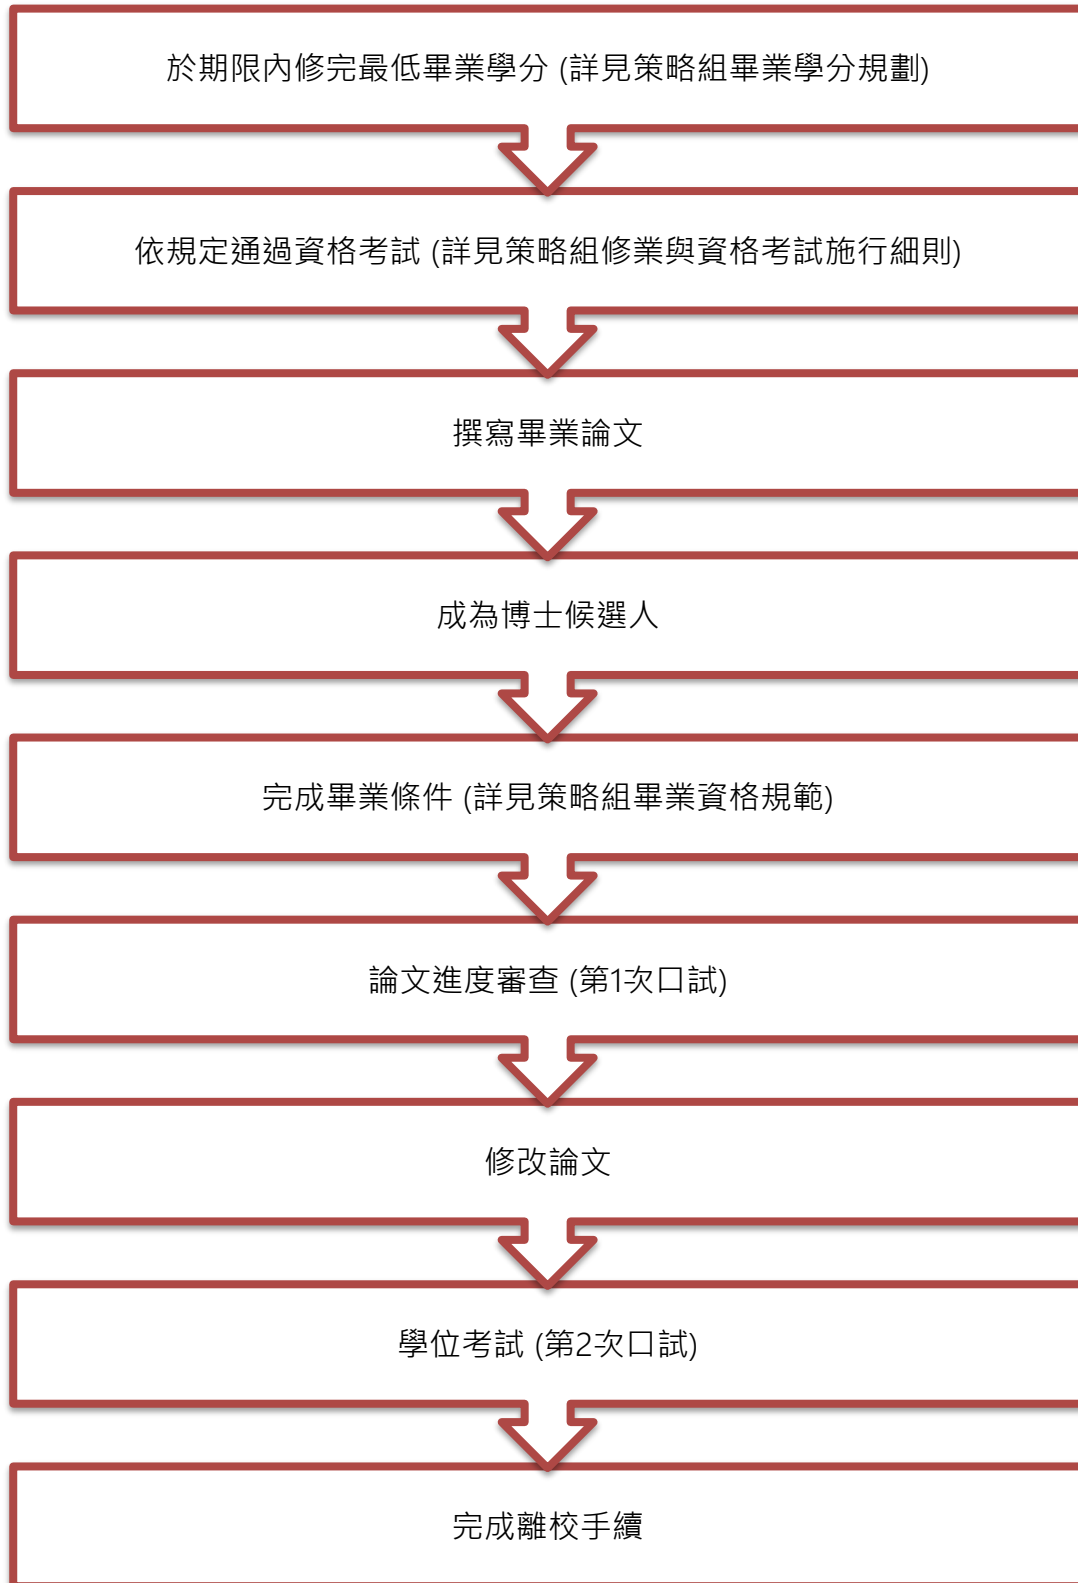 於期限內修完最低畢業學分 (詳見策略組畢業學分規劃)
依規定通過資格考試 (詳見策略組修業與資格考試施行細則)
撰寫畢業論文
成為博士候選人
完成畢業條件 (詳見策略組畢業資格規範)
論文進度審查 (第1次口試)
修改論文
學位考試 (第2次口試)
完成離校手續